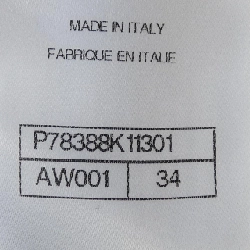 MADE IN ITALY
FABRIQUE EN ITALIE
P78388K11301
AW001 34